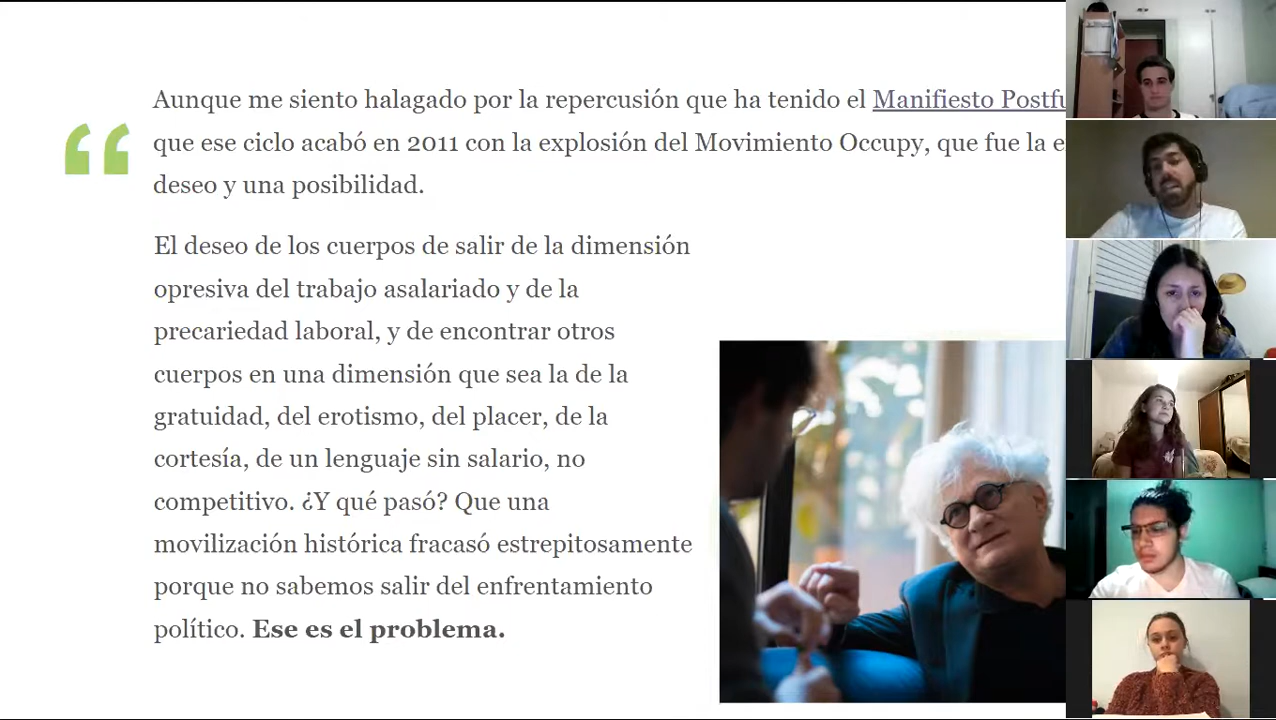 Aunque me siento halagado por la repercusión que ha tenido el Manifiesto
que ese ciclo acabó en 2011 con la explosión del Movimiento Occupy, que fue la
deseo y una posibilidad.
El deseo de los cuerpos de salir de la dimensión
opresiva del trabajo asalariado y de la
precariedad laboral, y de encontrar otros
cuerpos en una dimensión que sea la de la
gratuidad, del erotismo, del placer, de la
cortesía, de un lenguaje sin salario, no
competitivo. ¿Y qué pasó? Que una
movilización histórica fracasó estrepitosamente
porque no sabemos salir del enfrentamiento
político. Ese es el problema.